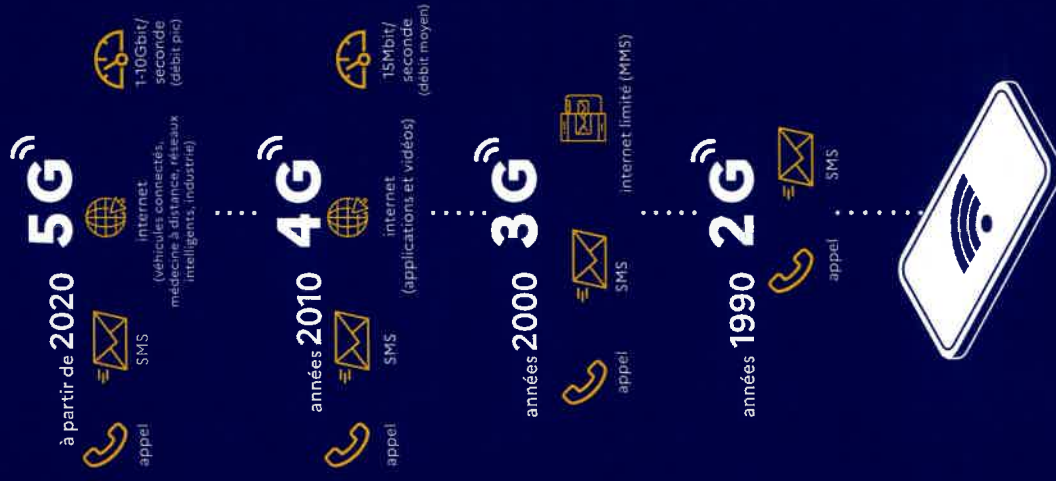 à partir de 2020 5G
appel
SMS
internet
(véhicules connectés,
médecine à distance, réseaux
intelligents, industrie)
1-10Gbit/
seconde
(débit pic)
années 2010 4G
appel
SMS
internet
(applications et vidéos)
15Mbit/
seconde
(débit moyen)
années 2000 3G
appel
SMS
internet limité (MMS)
années 1990 2G
appel
SMS